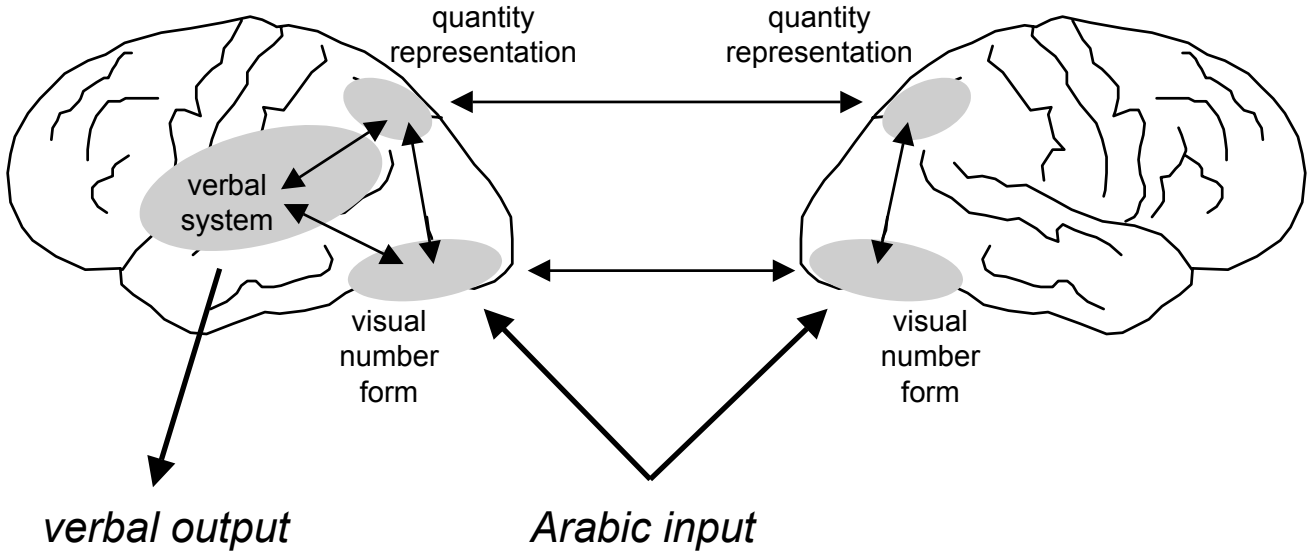 quantity
representation
quantity
representation
verbal
system
visual
number
form
visual
number
form
verbal output
Arabic input